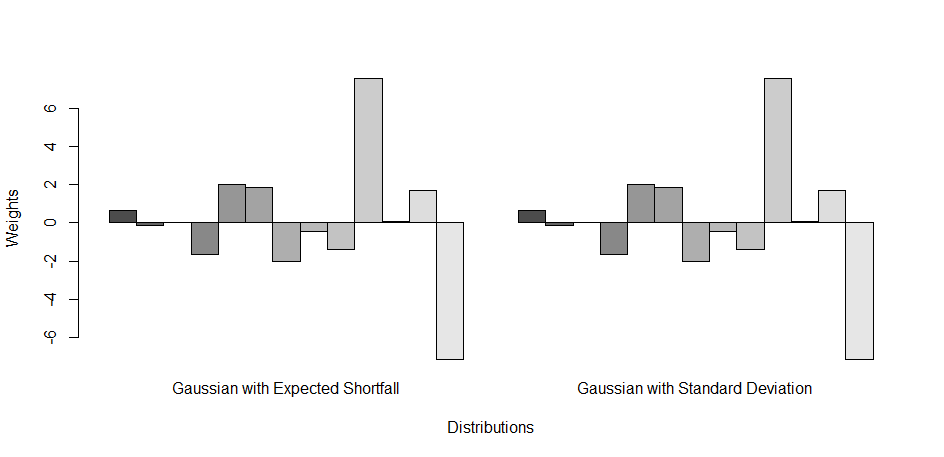 Weights
6
4
2
0
-2
-4
-6
Gaussian with Expected Shortfall
Gaussian with Standard Deviation
Distributions